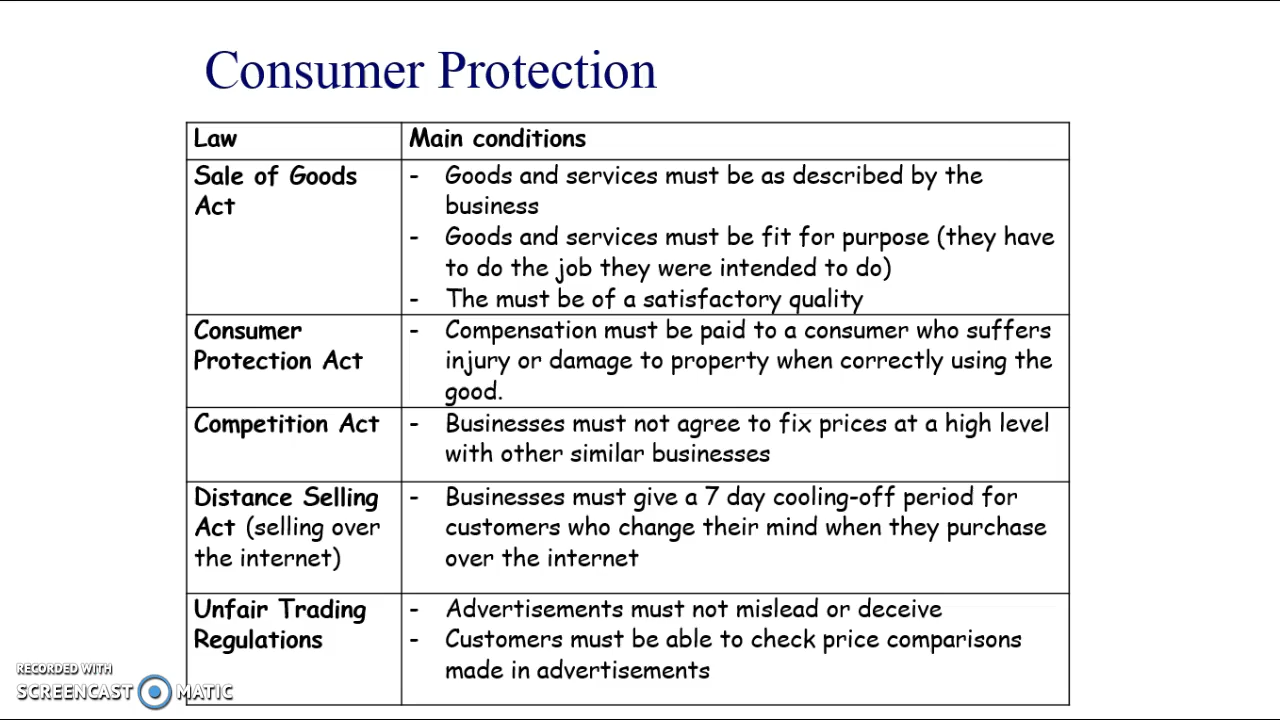 Consumer Protection
Law
Main conditions
Sale of Goods
Act
- Goods and services must be as described by the
business
- Goods and services must be fit for purpose (they have
to do the job they were intended to do)
- The must be of a satisfactory quality
Consumer
Protection Act
- Compensation must be paid to a consumer who suffers
injury or damage to property when correctly using the
good.
Competition Act
- Businesses must not agree to fix prices at a high level
with other similar businesses
Distance Selling
Act (selling over
the internet)
- Businesses must give a 7 day cooling-off period for
customers who change their mind when they purchase
over the internet
Unfair Trading
Regulations
- Advertisements must not mislead or deceive
- Customers must be able to check price comparisons
made in advertisements
RECORDED WITH
SCREENCAST MATIC